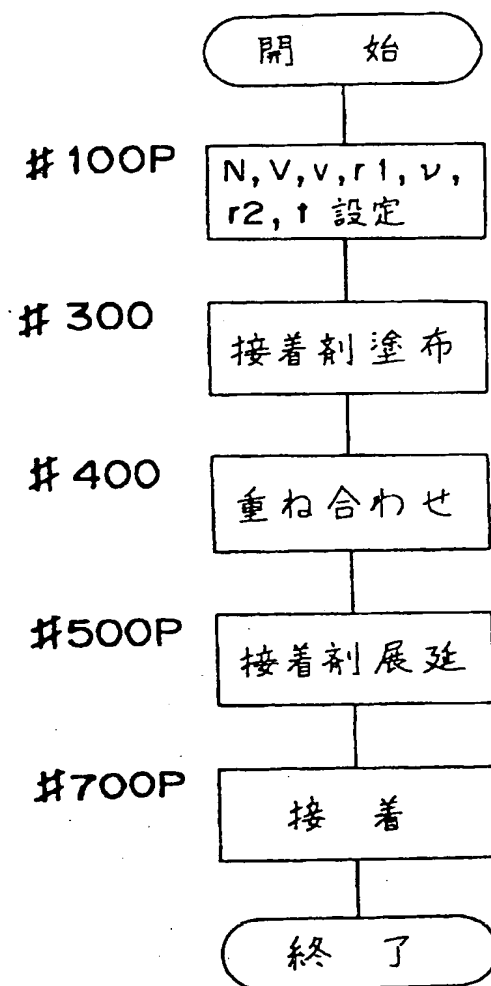 開 始
#100P
N,V,v,r1,ν,
r2,t 設定
#300
接着剤塗布
#400
重ね合わせ
#500P
接着剤展延
#700P
接 着
終 了